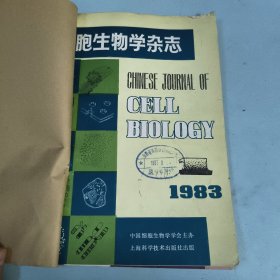 胞生物学杂志
CHINESE JOURNAL OF
CELL
BIOLOGY
1983
中国细胞生物学学会主办
上海科学技术出版社出版